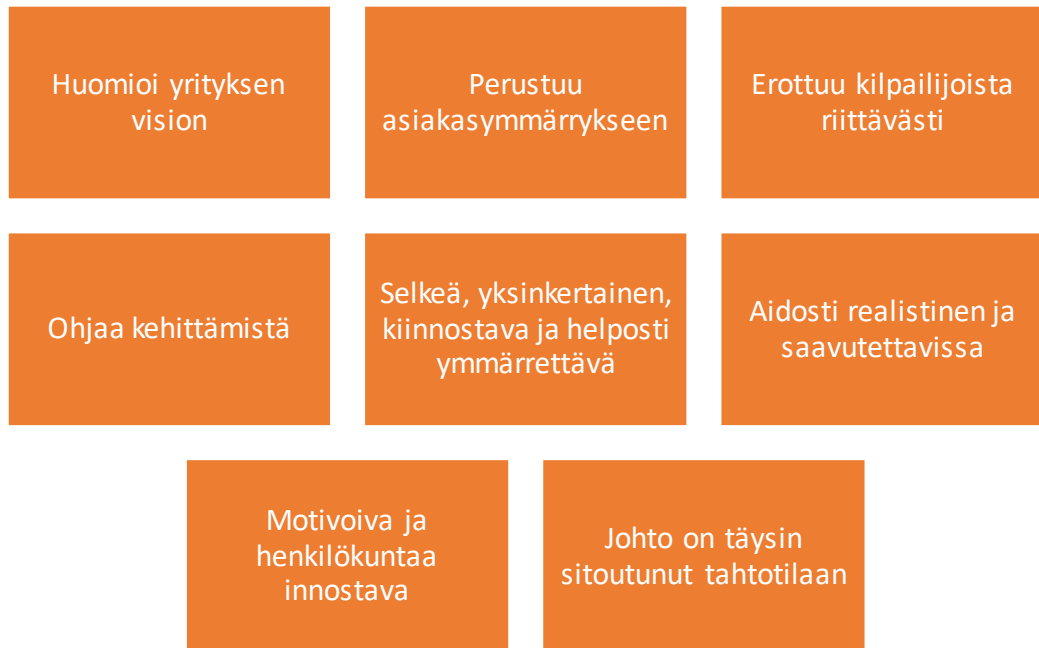 Huomioi yrityksen
vision
Perustuu
asiakasymmärrykseen
Erottuu kilpailijoista
riittävästi
Ohjaa kehittämistä
Selkeä, yksinkertainen,
kiinnostava ja helposti
ymmärrettävä
Aidosti realistinen ja
saavutettavissa
Motivoiva ja
henkilökuntaa
innostava
Johto on täysin
sitoutunut tahtotilaan